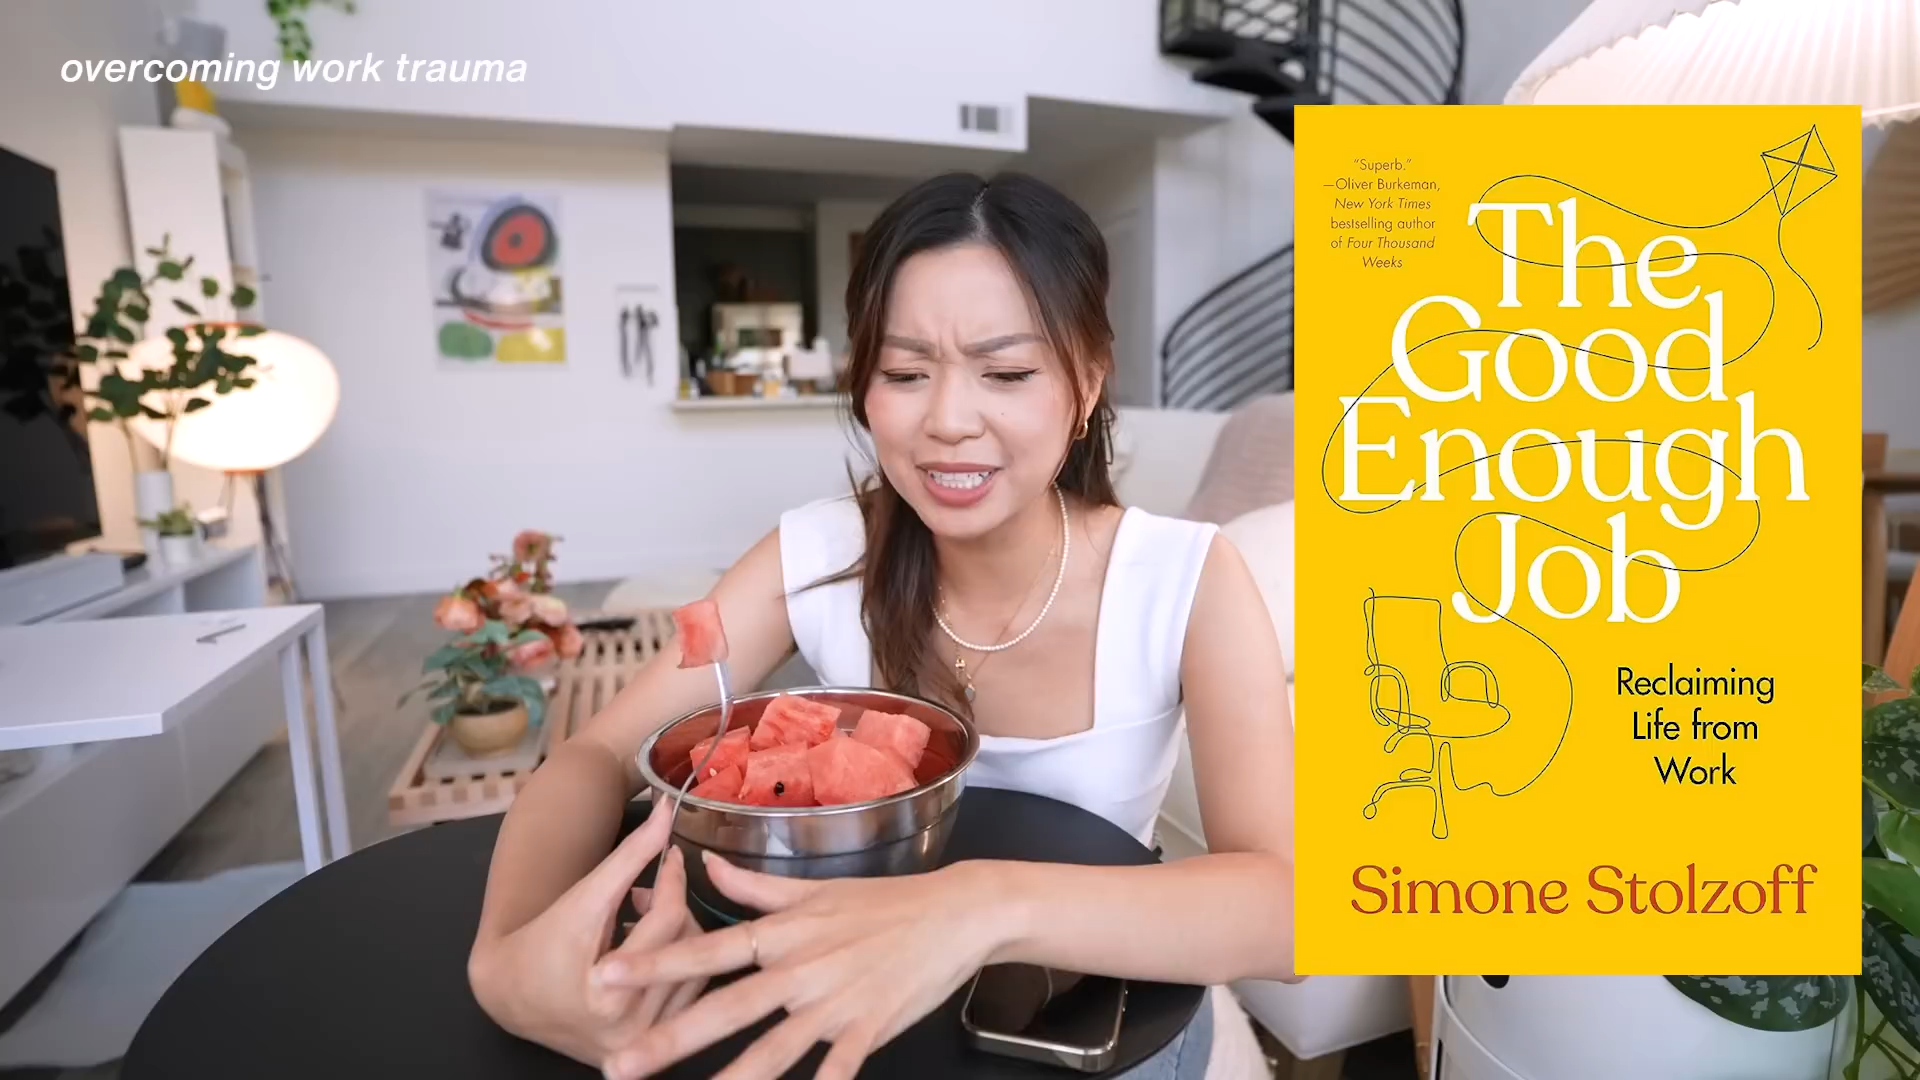 overcoming work trauma
“Superb.”
—Oliver Burkeman,
New York Times
bestselling author
of Four Thousand
Weeks
The
Good
Enough
Job
Reclaiming
Life from
Work
Simone Stolzoff